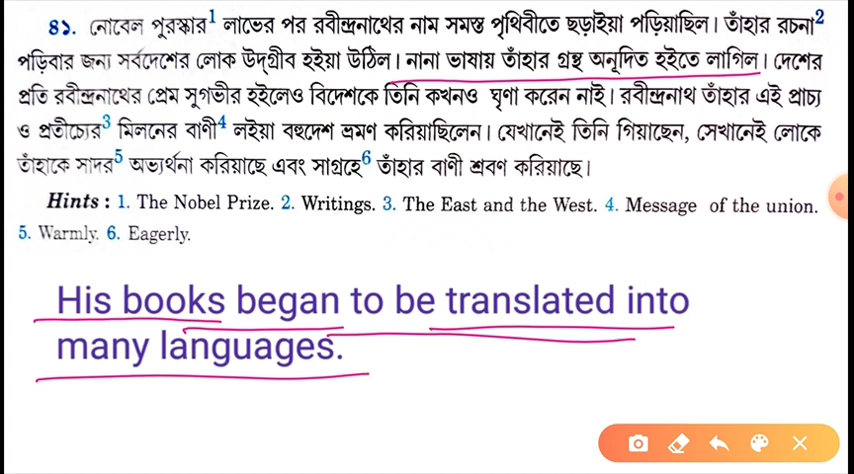 ৪১. নোবেল পুরস্কার¹ লাভের পর রবীন্দ্রনাথের নাম সমস্ত পৃথিবীতে ছড়াইয়া পড়িয়াছিল। তাঁহার রচনা²
পড়িবার জন্য সর্বদেশের লোক উদ্‌গ্রীব হইয়া উঠিল। নানা ভাষায় তাঁহার গ্রন্থ অনূদিত হইতে লাগিল। দেশের
প্রতি রবীন্দ্রনাথের প্রেম সুগভীর হইলেও বিদেশকে তিনি কখনও ঘৃণা করেন নাই। রবীন্দ্রনাথ তাঁহার এই প্রাচ্য
ও প্রতীচ্যের³ মিলনের বাণী⁴ লইয়া বহুদেশ ভ্রমণ করিয়াছিলেন। যেখানেই তিনি গিয়াছেন, সেখানেই লোকে
তাঁহাকে সাদর⁵ অভ্যর্থনা করিয়াছে এবং সাগ্রহে⁶ তাঁহার বাণী শ্রবণ করিয়াছে।
Hints : 1. The Nobel Prize. 2. Writings. 3. The East and the West. 4. Message of the union.
5. Warmly. 6. Eagerly.
His books began to be translated into
many languages.